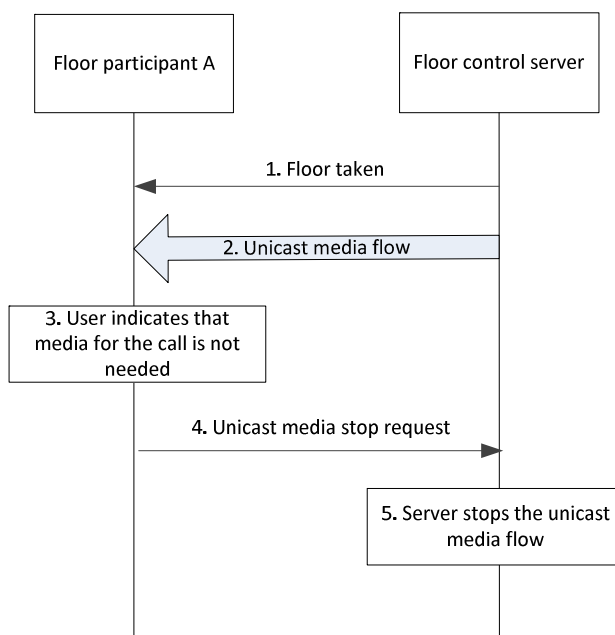 Floor participant A
Floor control server
1. Floor taken
2. Unicast media flow
3. User indicates that
media for the call is not
needed
4. Unicast media stop request
5. Server stops the unicast
media flow